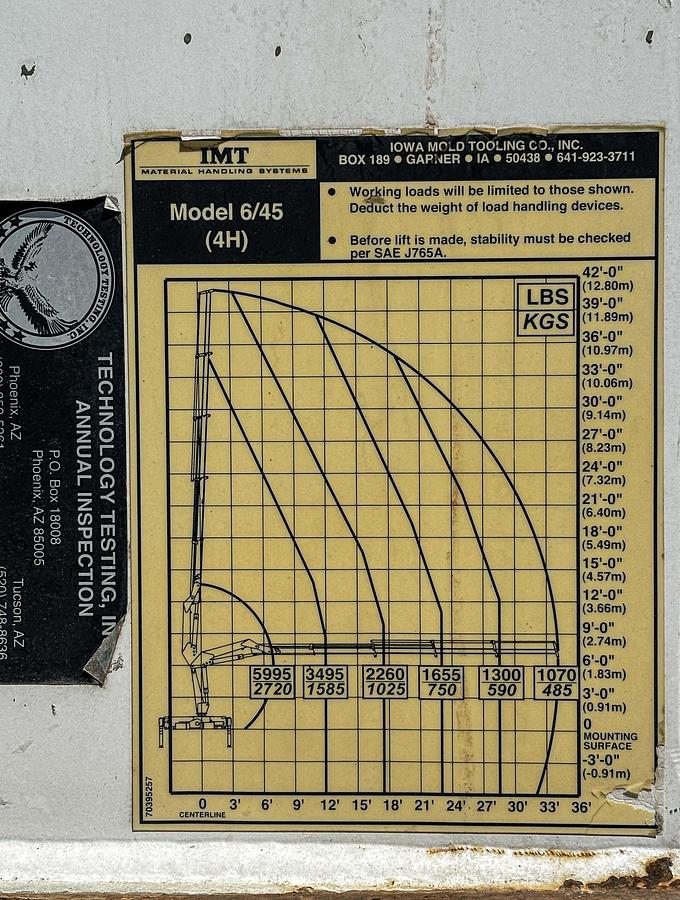 IMT
MATERIAL HANDLING SYSTEMS
IOWA MOLD TOOLING CO., INC.
BOX 189 ● GARNER ● IA ● 50438 ● 641-923-3711
Model 6/45
(4H)
● Working loads will be limited to those shown.
Deduct the weight of load handling devices.
● Before lift is made, stability must be checked
per SAE J765A.
LBS
KGS
42'-0"
(12.80m)
39'-0"
(11.89m)
36'-0"
(10.97m)
33'-0"
(10.06m)
30'-0"
(9.14m)
27'-0"
(8.23m)
24'-0"
(7.32m)
21'-0"
(6.40m)
18'-0"
(5.49m)
15'-0"
(4.57m)
12'-0"
(3.66m)
9'-0"
(2.74m)
6'-0"
(1.83m)
3'-0"
(0.91m)
0
MOUNTING
SURFACE
-3'-0"
(-0.91m)
5995 3495 2260 1655 1300 1070
2720 1585 1025 750 590 485
0 3' 6' 9' 12' 15' 18' 21' 24' 27' 30' 33' 36'
CENTERLINE
70395257
TECHNOLOGY TESTING, INC
TECHNOLOGY TESTING, IN
ANNUAL INSPECTION
P.O. Box 18008
Phoenix, AZ 85005
Phoenix, AZ
Tucson, AZ
(520) 748-8636